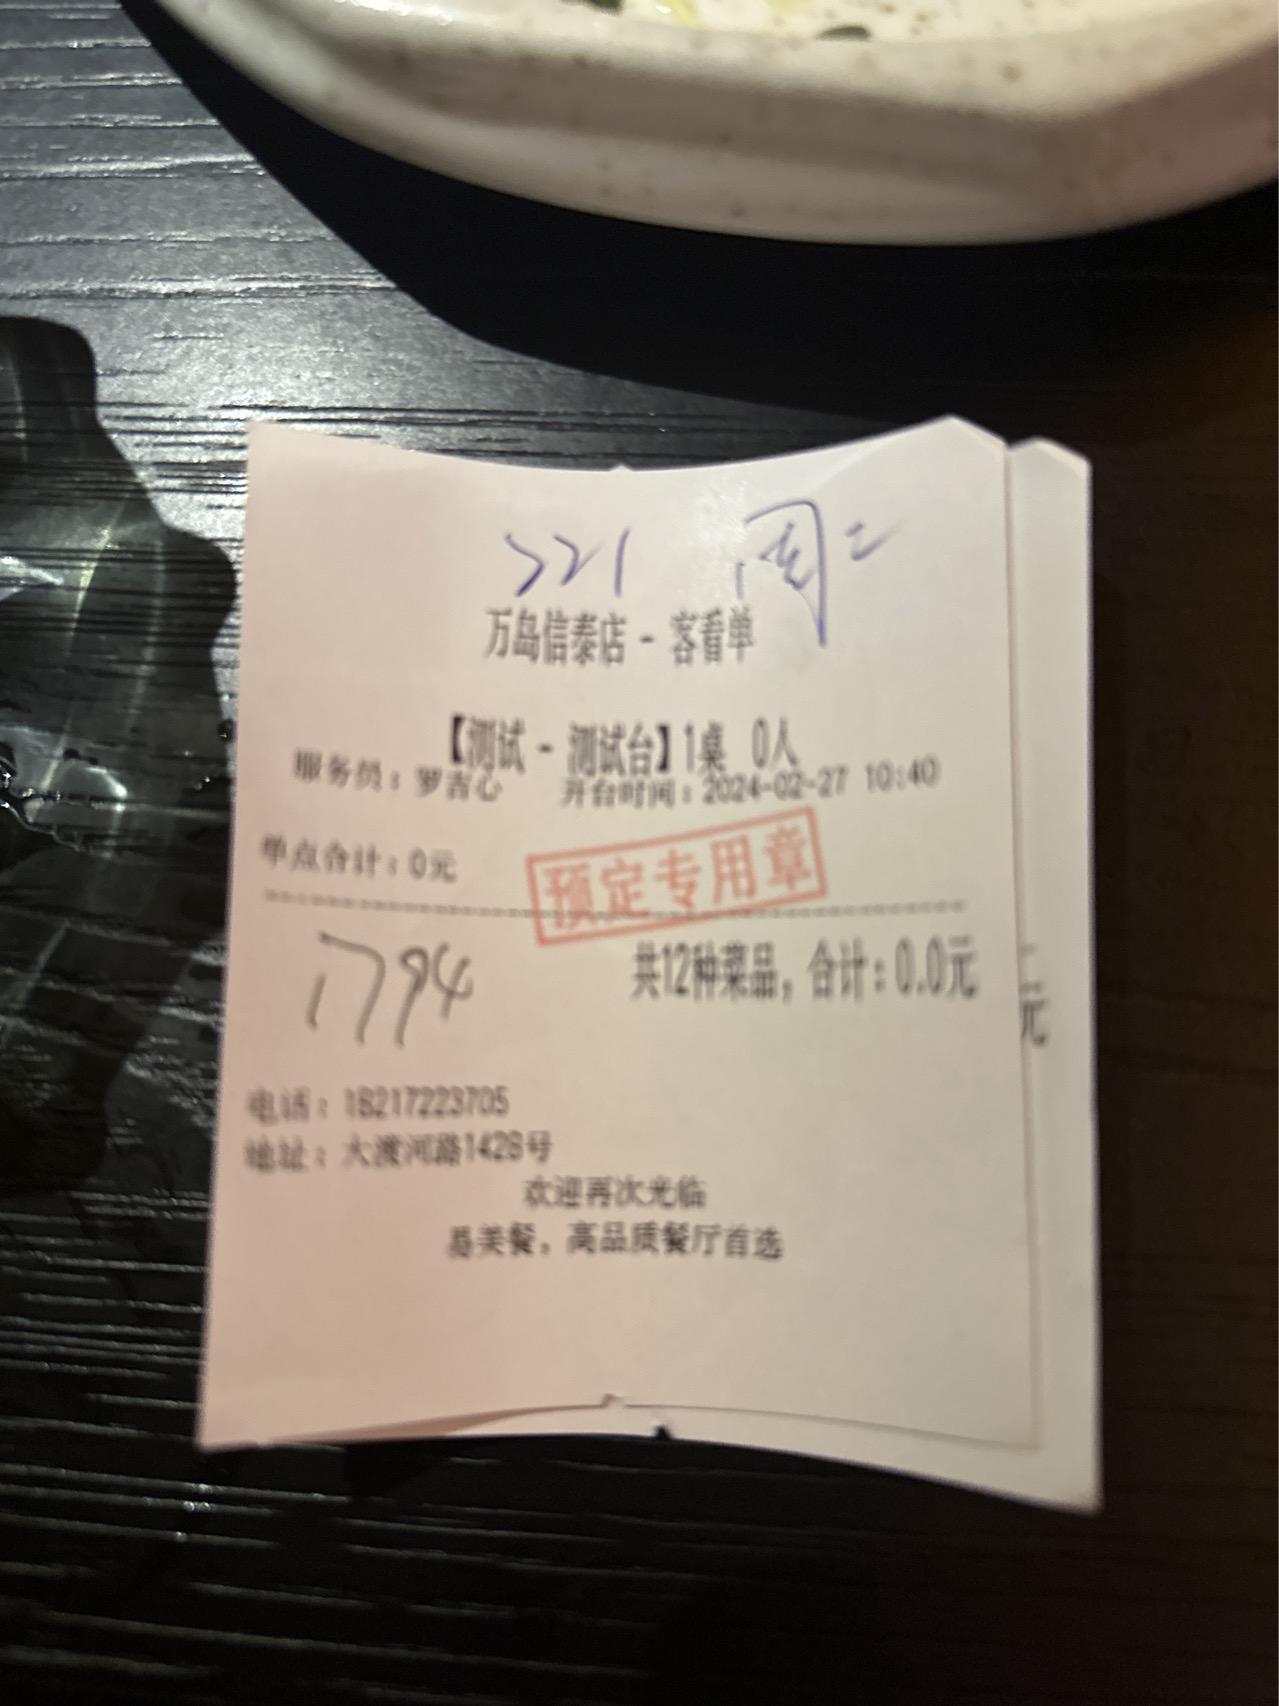 221 周二
万岛信泰店 - 客看单
【测试 - 测试台】1桌 0人
服务员：罗吉心 开台时间：2024-02-27 10:40
单点合计：0元
预定专用章
1794
共12种菜品，合计：0.0元
元
电话：18217223705
地址：大渡河路1428号
欢迎再次光临
易美餐，高品质餐厅首选